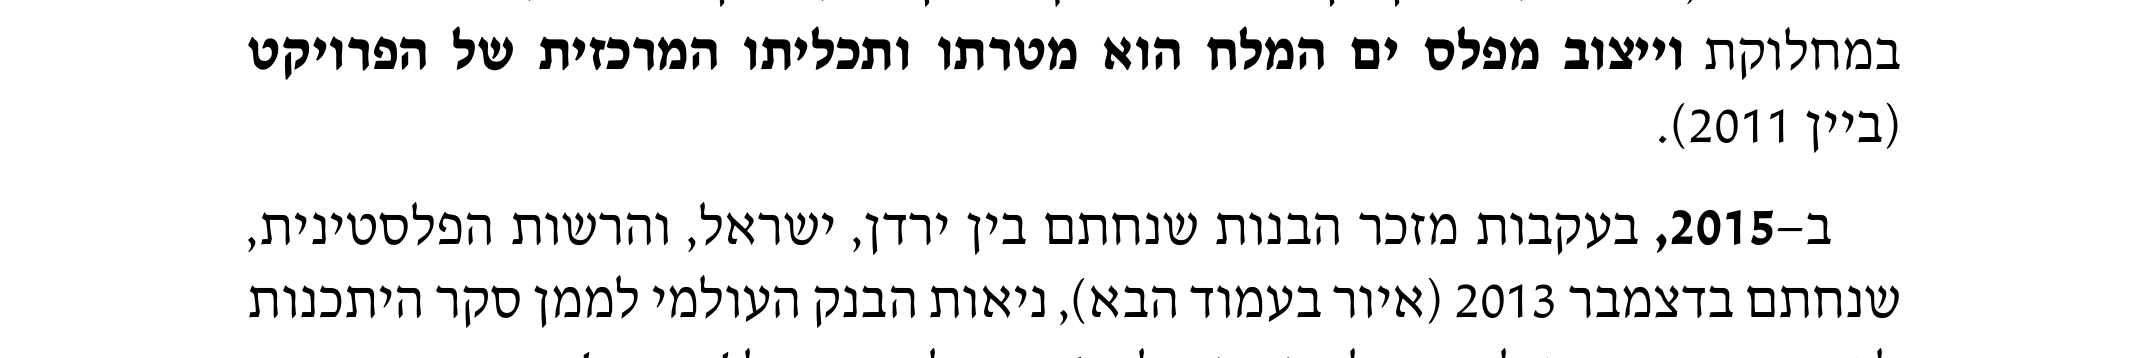 במחלוקת וייצוב מפלס ים המלח הוא מטרתו ותכליתו המרכזית של הפרויקט
(ביין 2011).
ב–2015, בעקבות מזכר הבנות שנחתם בין ירדן, ישראל, והרשות הפלסטינית,
שנחתם בדצמבר 2013 (איור בעמוד הבא), ניאות הבנק העולמי לממן סקר היתכנות